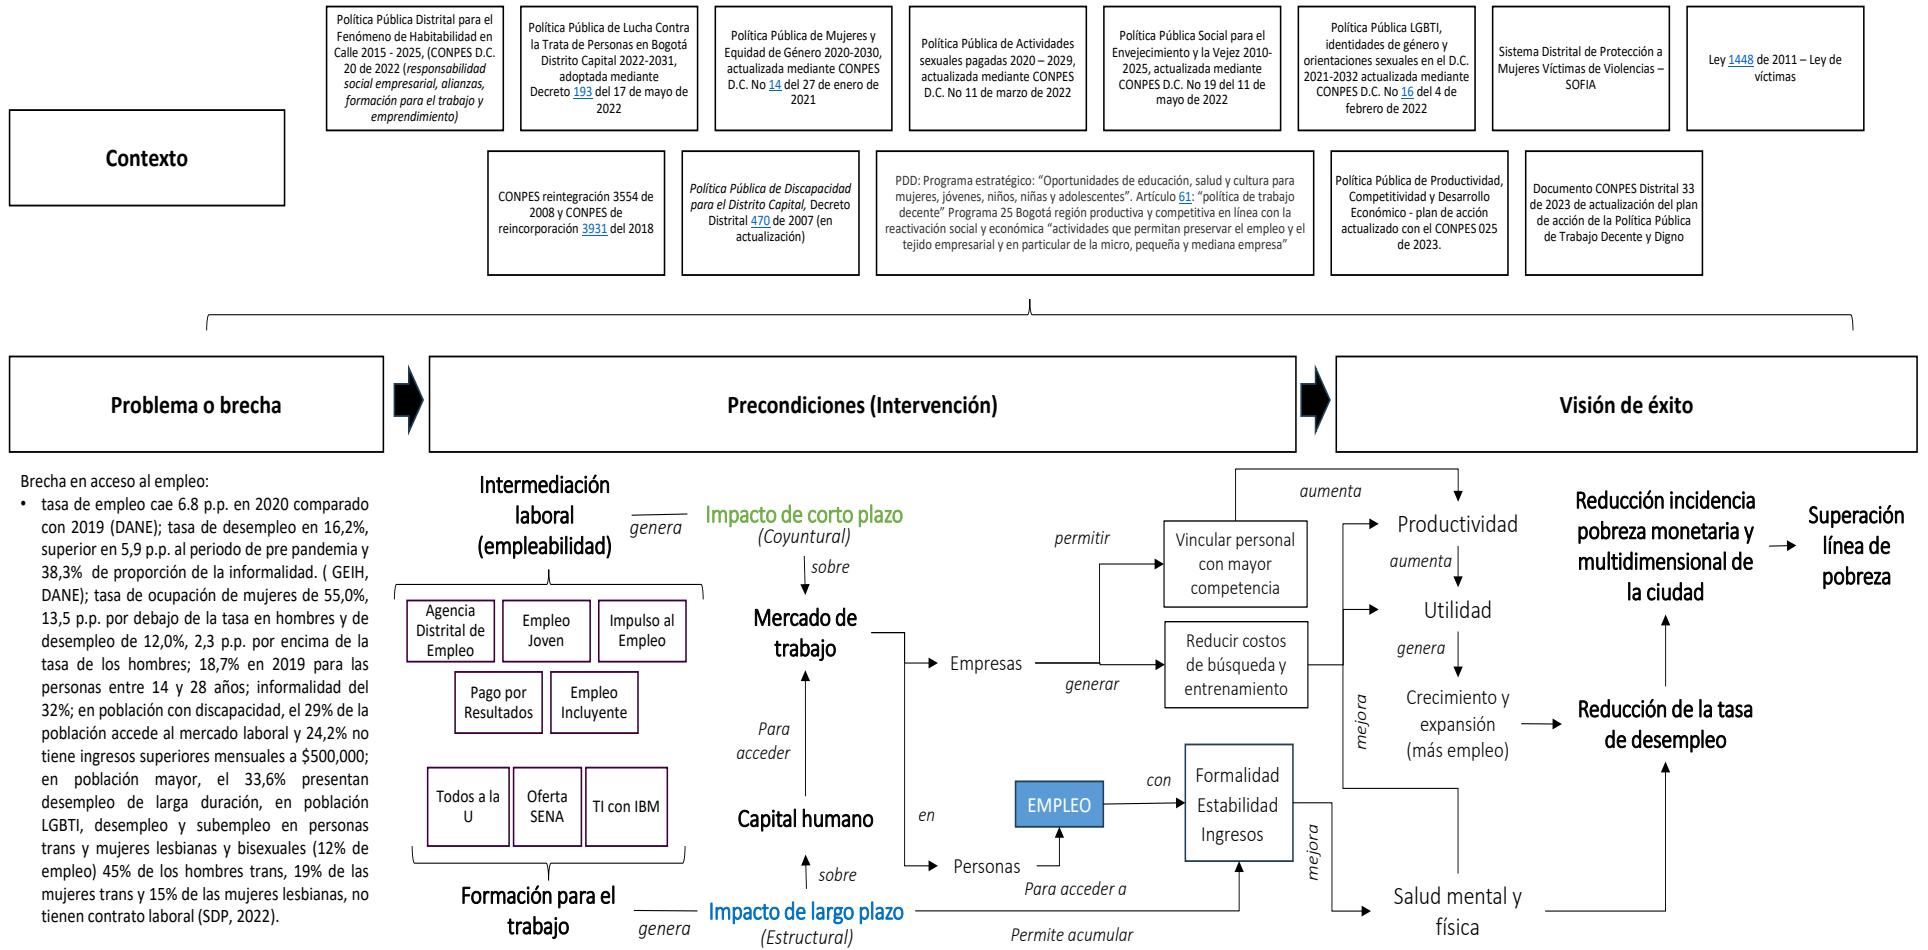 Política Pública Distrital para el
Fenómeno de Habitabilidad en
Calle 2015 - 2025, (CONPES D.C.
20 de 2022 (responsabilidad
social empresarial, alianzas,
formación para el trabajo y
emprendimiento)
Política Pública de Lucha Contra
la Trata de Personas en Bogotá
Distrito Capital 2022-2031,
adoptada mediante
Decreto 193 del 17 de mayo de
2022
Política Pública de Mujeres y
Equidad de Género 2020-2030,
actualizada mediante CONPES
D.C. No 14 del 27 de enero de
2021
Política Pública de Actividades
sexuales pagadas 2020 – 2029,
actualizada mediante CONPES
D.C. No 11 de marzo de 2022
Política Pública Social para el
Envejecimiento y la Vejez 2010-
2025, actualizada mediante
CONPES D.C. No 19 del 11 de
mayo de 2022
Política Pública LGBTI,
identidades de género y
orientaciones sexuales en el D.C.
2021-2032 actualizada mediante
CONPES D.C. No 16 del 4 de
febrero de 2022
Sistema Distrital de Protección a
Mujeres Víctimas de Violencias –
SOFIA
Ley 1448 de 2011 – Ley de
víctimas
Contexto
CONPES reintegración 3554 de
2008 y CONPES de
reincorporación 3931 del 2018
Política Pública de Discapacidad
para el Distrito Capital, Decreto
Distrital 470 de 2007 (en
actualización)
PDD: Programa estratégico: “Oportunidades de educación, salud y cultura para
mujeres, jóvenes, niños, niñas y adolescentes”. Artículo 61: “política de trabajo
decente” Programa 25 Bogotá región productiva y competitiva en línea con la
reactivación social y económica “actividades que permitan preservar el empleo y el
tejido empresarial y en particular de la micro, pequeña y mediana empresa”
Política Pública de Productividad,
Competitividad y Desarrollo
Económico - plan de acción
actualizado con el CONPES 025
de 2023.
Documento CONPES Distrital 33
de 2023 de actualización del plan
de acción de la Política Pública
de Trabajo Decente y Digno
Problema o brecha
Precondiciones (Intervención)
Visión de éxito
Brecha en acceso al empleo:
• tasa de empleo cae 6.8 p.p. en 2020 comparado
con 2019 (DANE); tasa de desempleo en 16,2%,
superior en 5,9 p.p. al periodo de pre pandemia y
38,3% de proporción de la informalidad. ( GEIH,
DANE); tasa de ocupación de mujeres de 55,0%,
13,5 p.p. por debajo de la tasa en hombres y de
desempleo de 12,0%, 2,3 p.p. por encima de la
tasa de los hombres; 18,7% en 2019 para las
personas entre 14 y 28 años; informalidad del
32%; en población con discapacidad, el 29% de la
población accede al mercado laboral y 24,2% no
tiene ingresos superiores mensuales a $500,000;
en población mayor, el 33,6% presentan
desempleo de larga duración, en población
LGBTI, desempleo y subempleo en personas
trans y mujeres lesbianas y bisexuales (12% de
empleo) 45% de los hombres trans, 19% de las
mujeres trans y 15% de las mujeres lesbianas, no
tienen contrato laboral (SDP, 2022).
Intermediación
laboral
(empleabilidad)
genera
Impacto de corto plazo
(Coyuntural)
sobre
Agencia
Distrital de
Empleo
Empleo
Joven
Impulso al
Empleo
Pago por
Resultados
Empleo
Incluyente
Todos a la
U
Oferta
SENA
TI con IBM
Formación para el
trabajo
genera
Impacto de largo plazo
(Estructural)
sobre
Capital humano
Para
acceder
Mercado de
trabajo
en
Empresas
Personas
permitir
generar
Vincular personal
con mayor
competencia
Reducir costos
de búsqueda y
entrenamiento
EMPLEO
con
Para acceder a
Permite acumular
Formalidad
Estabilidad
Ingresos
mejora
mejora
aumenta
Productividad
aumenta
Utilidad
genera
Crecimiento y
expansión
(más empleo)
Salud mental y
física
Reducción incidencia
pobreza monetaria y
multidimensional de
la ciudad
Reducción de la tasa
de desempleo
Superación
línea de
pobreza